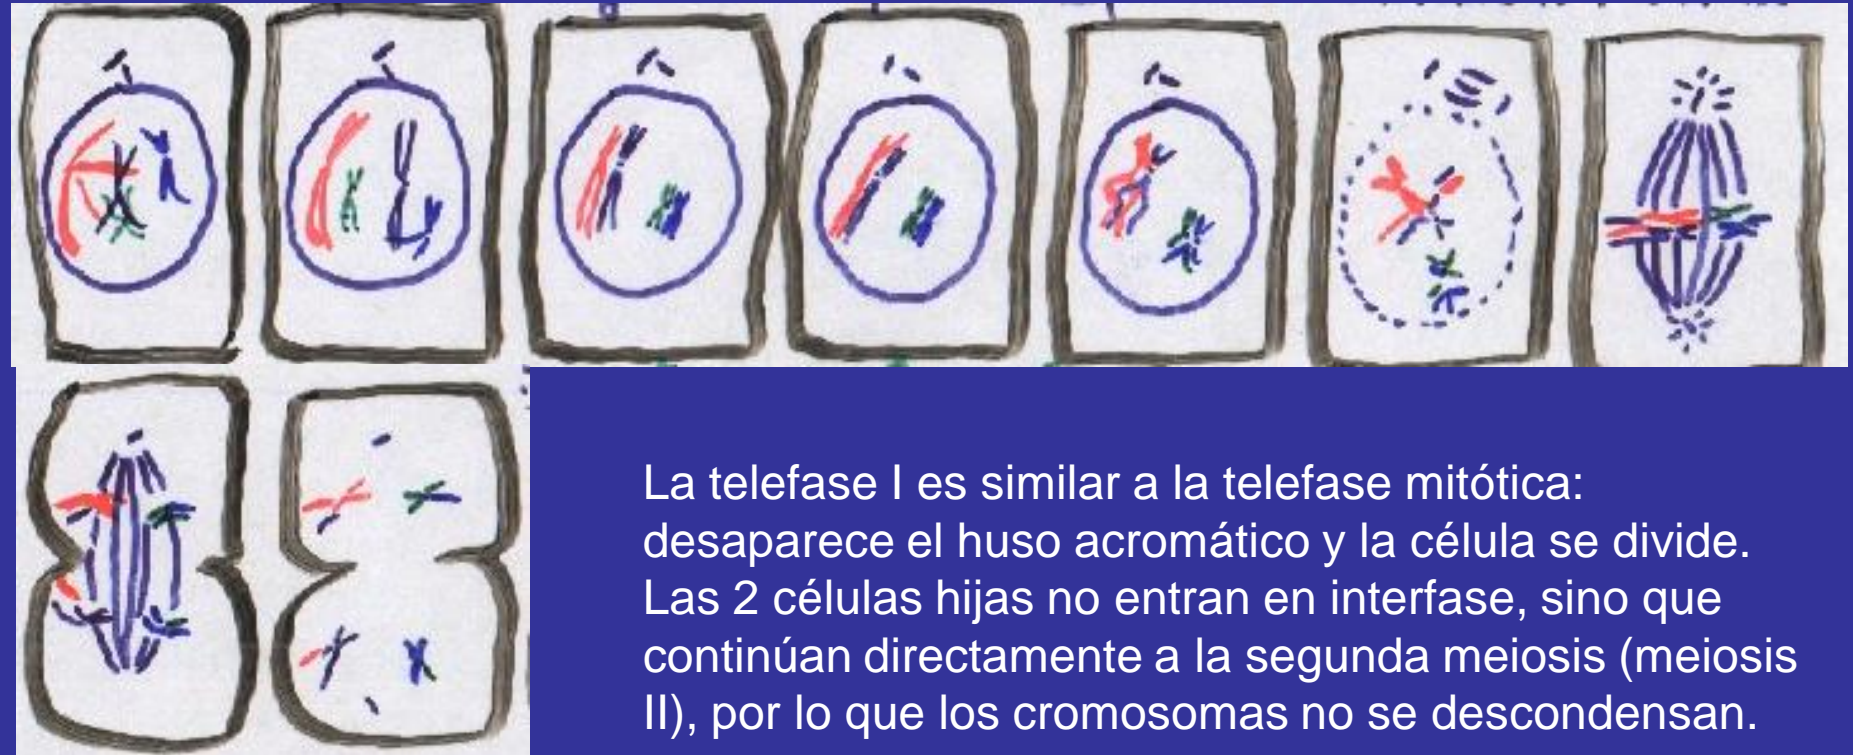 La telefase I es similar a la telefase mitótica:
desaparece el huso acromático y la célula se divide.
Las 2 células hijas no entran en interfase, sino que
continúan directamente a la segunda meiosis (meiosis
II), por lo que los cromosomas no se descondensan.